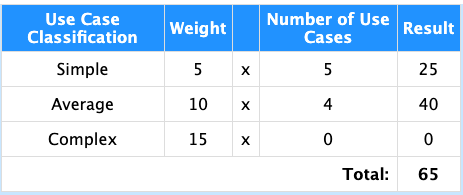 Use Case Classification Weight Number of Use Cases Result
Simple 5 x 5 25
Average 10 x 4 40
Complex 15 x 0 0
Total: 65